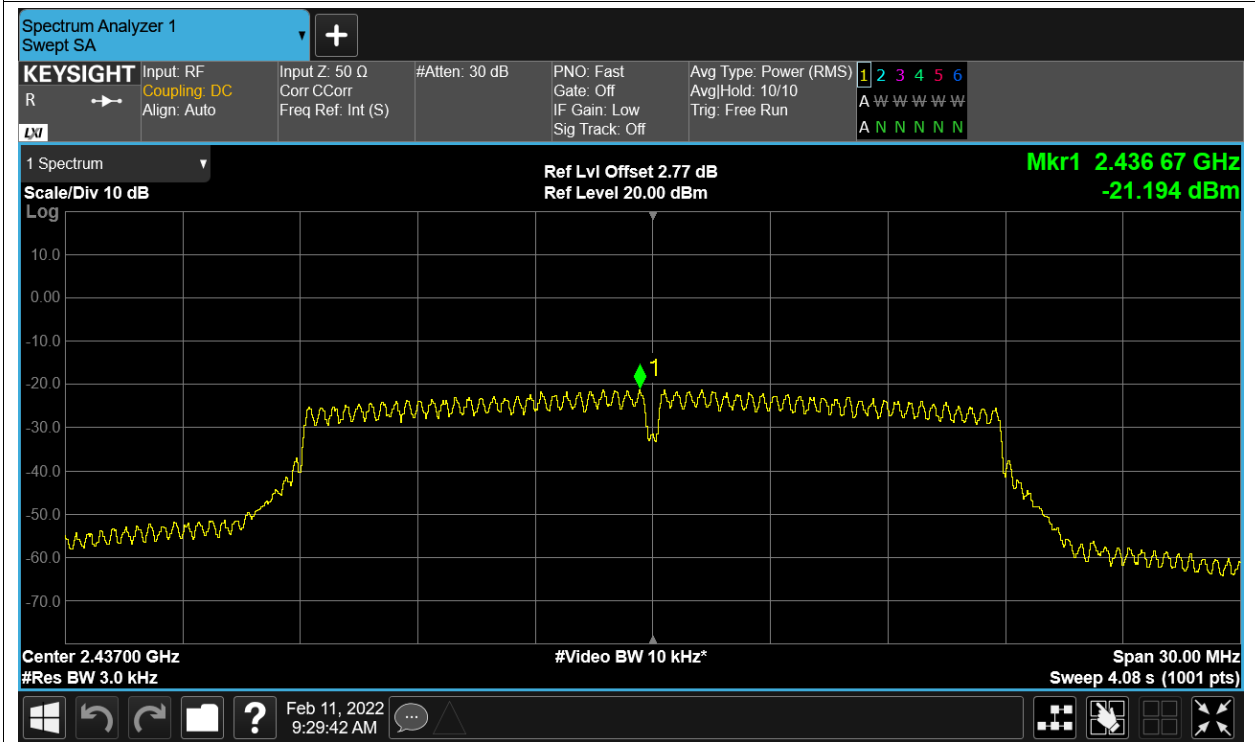 Spectrum Analyzer 1
Swept SA
+
KEYSIGHT
R
LXI
Input: RF
Coupling: DC
Align: Auto
Input Z: 50 Ω
Corr CCorr
Freq Ref: Int (S)
#Atten: 30 dB
PNO: Fast
Gate: Off
IF Gain: Low
Sig Track: Off
Avg Type: Power (RMS)
Avg|Hold: 10/10
Trig: Free Run
1 2 3 4 5 6
A W W W W W
A N N N N N
1 Spectrum
Scale/Div 10 dB
Log
Ref Lvl Offset 2.77 dB
Ref Level 20.00 dBm
Mkr1 2.436 67 GHz
-21.194 dBm
10.0
0.00
-10.0
-20.0
-30.0
-40.0
-50.0
-60.0
-70.0
1
Center 2.43700 GHz
#Res BW 3.0 kHz
#Video BW 10 kHz*
Span 30.00 MHz
Sweep 4.08 s (1001 pts)
?
Feb 11, 2022
9:29:42 AM